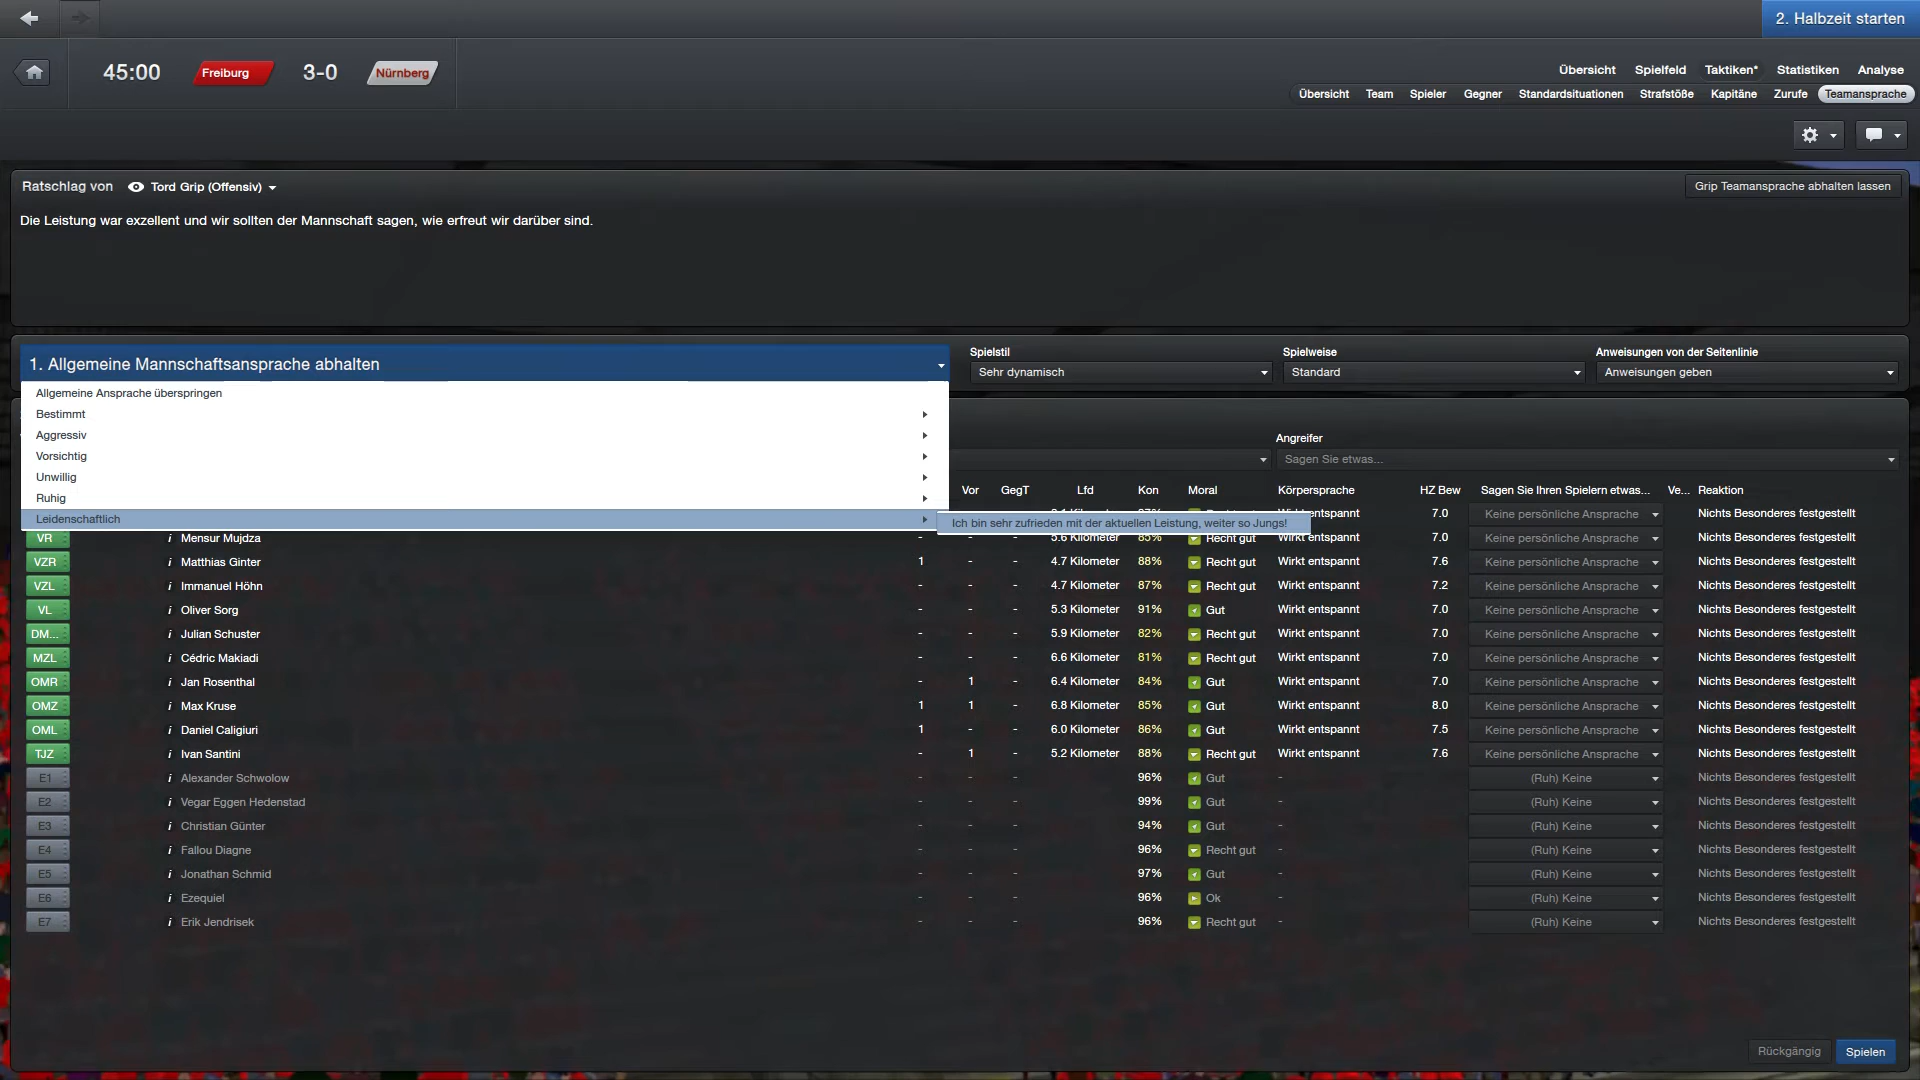 2. Halbzeit starten
45:00 Freiburg 3-0 Nürnberg
Übersicht Spielfeld Taktiken* Statistiken Analyse
Übersicht Team Spieler Gegner Standardsituationen Strafstöße Kapitäne Zurufe Teamansprache
Ratschlag von Tord Grip (Offensiv)
Grip Teamansprache abhalten lassen
Die Leistung war exzellent und wir sollten der Mannschaft sagen, wie erfreut wir darüber sind.
1. Allgemeine Mannschaftsansprache abhalten
Spielstil Spielweise Anweisungen von der Seitenlinie
Sehr dynamisch Standard Anweisungen geben
Allgemeine Ansprache überspringen
Bestimmt
Aggressiv
Vorsichtig
Unwillig
Ruhig
Leidenschaftlich
Ich bin sehr zufrieden mit der aktuellen Leistung, weiter so Jungs!
Angreifer
Sagen Sie etwas...
Vor GegT Lfd Kon Moral Körpersprache HZ Bew Sagen Sie Ihren Spielern etwas... Ve... Reaktion
Wirkt entspannt 7.0 Keine persönliche Ansprache Nichts Besonderes festgestellt
VR i Mensur Mujdza - - - 5.6 Kilometer 85% Recht gut Wirkt entspannt 7.0 Keine persönliche Ansprache Nichts Besonderes festgestellt
VZR i Matthias Ginter 1 - - 4.7 Kilometer 88% Recht gut Wirkt entspannt 7.6 Keine persönliche Ansprache Nichts Besonderes festgestellt
VZL i Immanuel Höhn - - - 4.7 Kilometer 87% Recht gut Wirkt entspannt 7.2 Keine persönliche Ansprache Nichts Besonderes festgestellt
VL i Oliver Sorg - - - 5.3 Kilometer 91% Gut Wirkt entspannt 7.0 Keine persönliche Ansprache Nichts Besonderes festgestellt
DM... i Julian Schuster - - - 5.9 Kilometer 82% Recht gut Wirkt entspannt 7.0 Keine persönliche Ansprache Nichts Besonderes festgestellt
MZL i Cédric Makiadi - - - 6.6 Kilometer 81% Recht gut Wirkt entspannt 7.0 Keine persönliche Ansprache Nichts Besonderes festgestellt
OMR i Jan Rosenthal - 1 - 6.4 Kilometer 84% Gut Wirkt entspannt 7.0 Keine persönliche Ansprache Nichts Besonderes festgestellt
OMZ i Max Kruse 1 1 - 6.8 Kilometer 85% Gut Wirkt entspannt 8.0 Keine persönliche Ansprache Nichts Besonderes festgestellt
OML i Daniel Caligiuri 1 - - 6.0 Kilometer 86% Gut Wirkt entspannt 7.5 Keine persönliche Ansprache Nichts Besonderes festgestellt
TJZ i Ivan Santini - 1 - 5.2 Kilometer 88% Recht gut Wirkt entspannt 7.6 Keine persönliche Ansprache Nichts Besonderes festgestellt
E1 i Alexander Schwolow - - - 96% Gut - (Ruh) Keine Nichts Besonderes festgestellt
E2 i Vegar Eggen Hedenstad - - - 99% Gut - (Ruh) Keine Nichts Besonderes festgestellt
E3 i Christian Günter - - - 94% Gut - (Ruh) Keine Nichts Besonderes festgestellt
E4 i Fallou Diagne - - - 96% Recht gut - (Ruh) Keine Nichts Besonderes festgestellt
E5 i Jonathan Schmid - - - 97% Gut - (Ruh) Keine Nichts Besonderes festgestellt
E6 i Ezequiel - - - 96% Ok - (Ruh) Keine Nichts Besonderes festgestellt
E7 i Erik Jendrisek - - - 96% Recht gut - (Ruh) Keine Nichts Besonderes festgestellt
Rückgängig Spielen